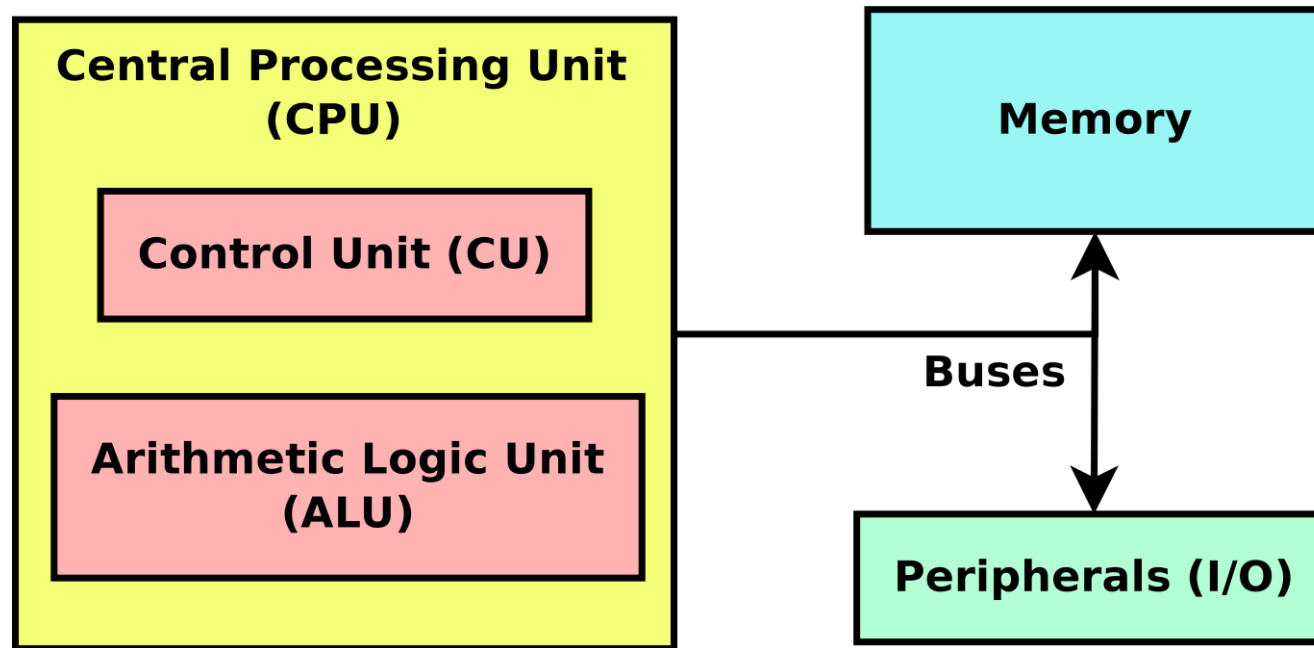 Central Processing Unit
(CPU)
Control Unit (CU)
Arithmetic Logic Unit
(ALU)
Memory
Buses
Peripherals (I/O)